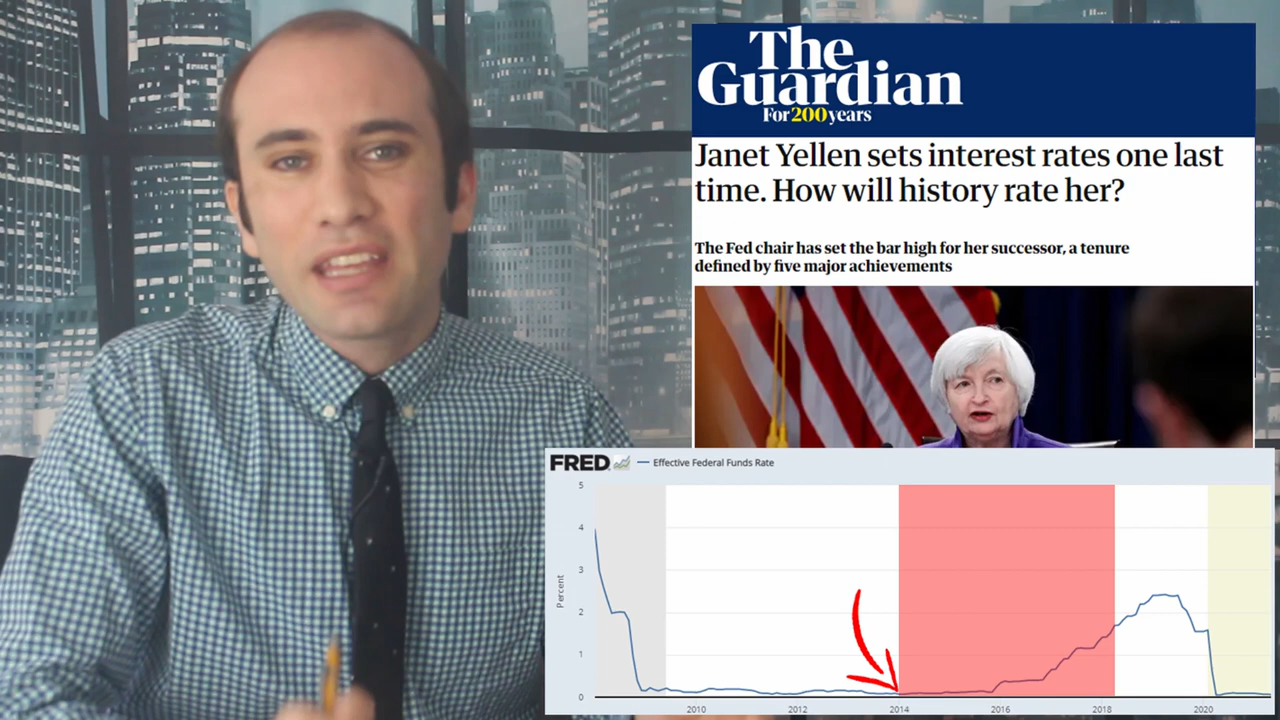 The
Guardian
For 200 years
Janet Yellen sets interest rates one last
time. How will history rate her?
The Fed chair has set the bar high for her successor, a tenure
defined by five major achievements
FRED
Effective Federal Funds Rate
5
4
3
2
1
0
Percent
2010
2012
2014
2016
2018
2020